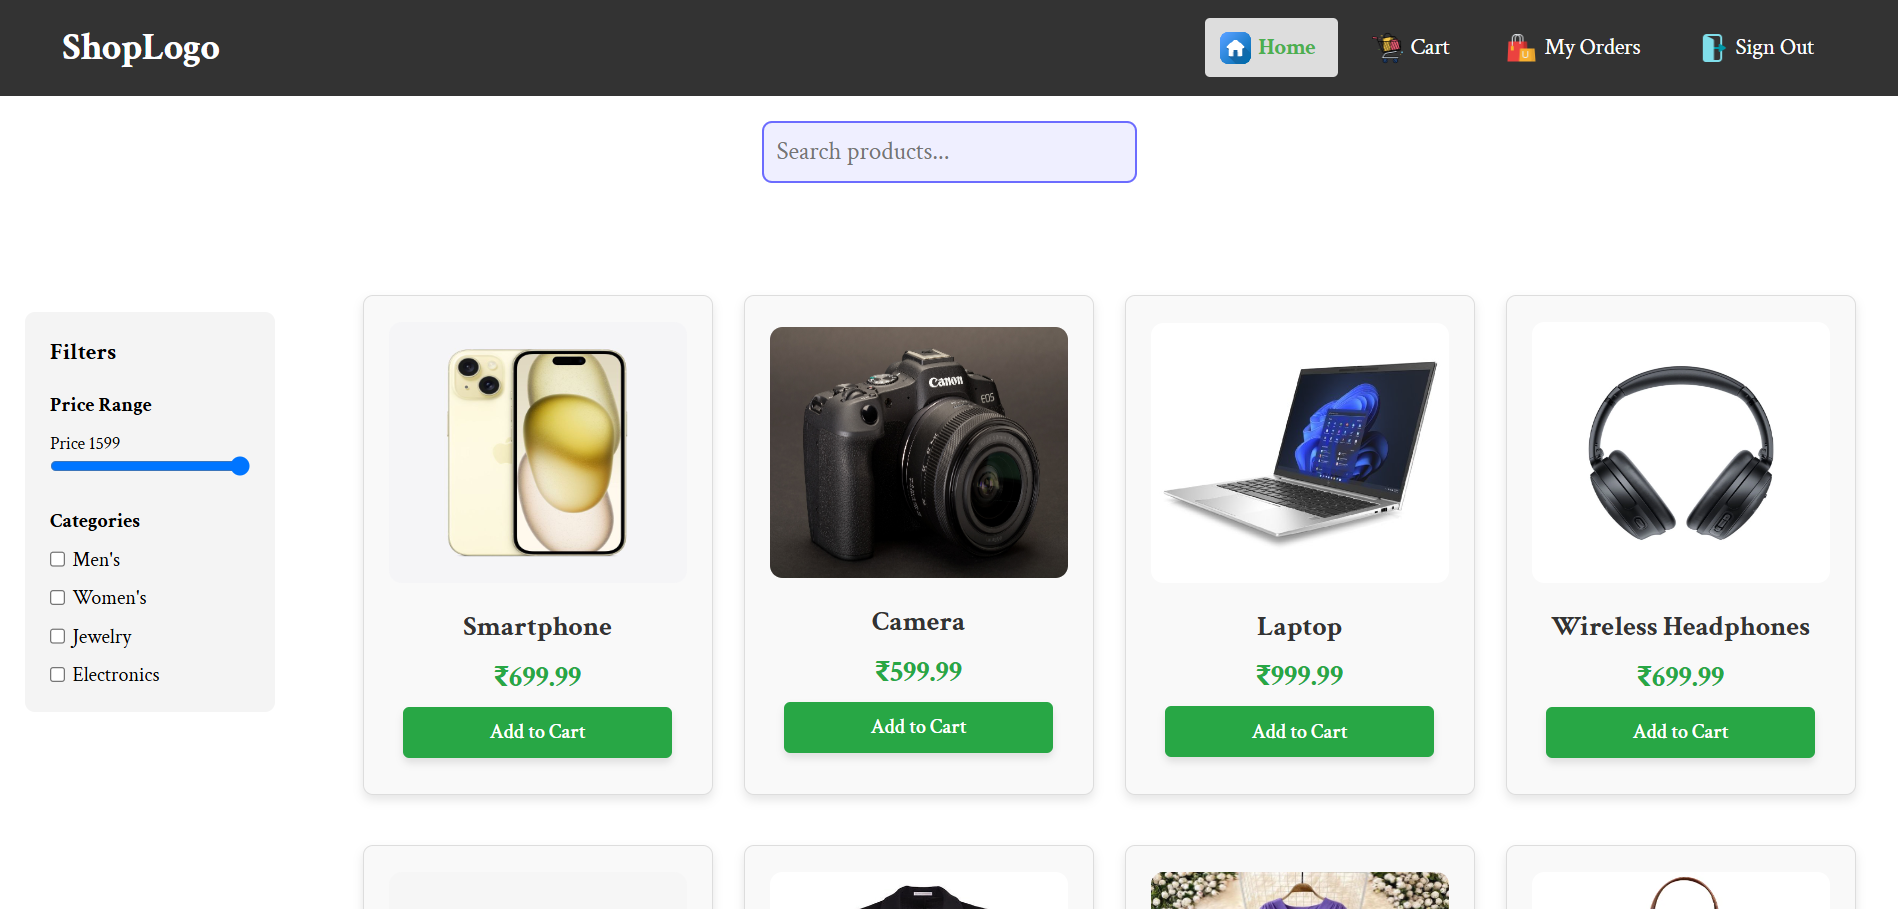 ShopLogo
Home
Cart
My Orders
Sign Out
Search products...
Filters
Price Range
Price 1599
Categories
Men's
Women's
Jewelry
Electronics
Canon
EOS
Smartphone
₹699.99
Add to Cart
Camera
₹599.99
Add to Cart
Laptop
₹999.99
Add to Cart
Wireless Headphones
₹699.99
Add to Cart